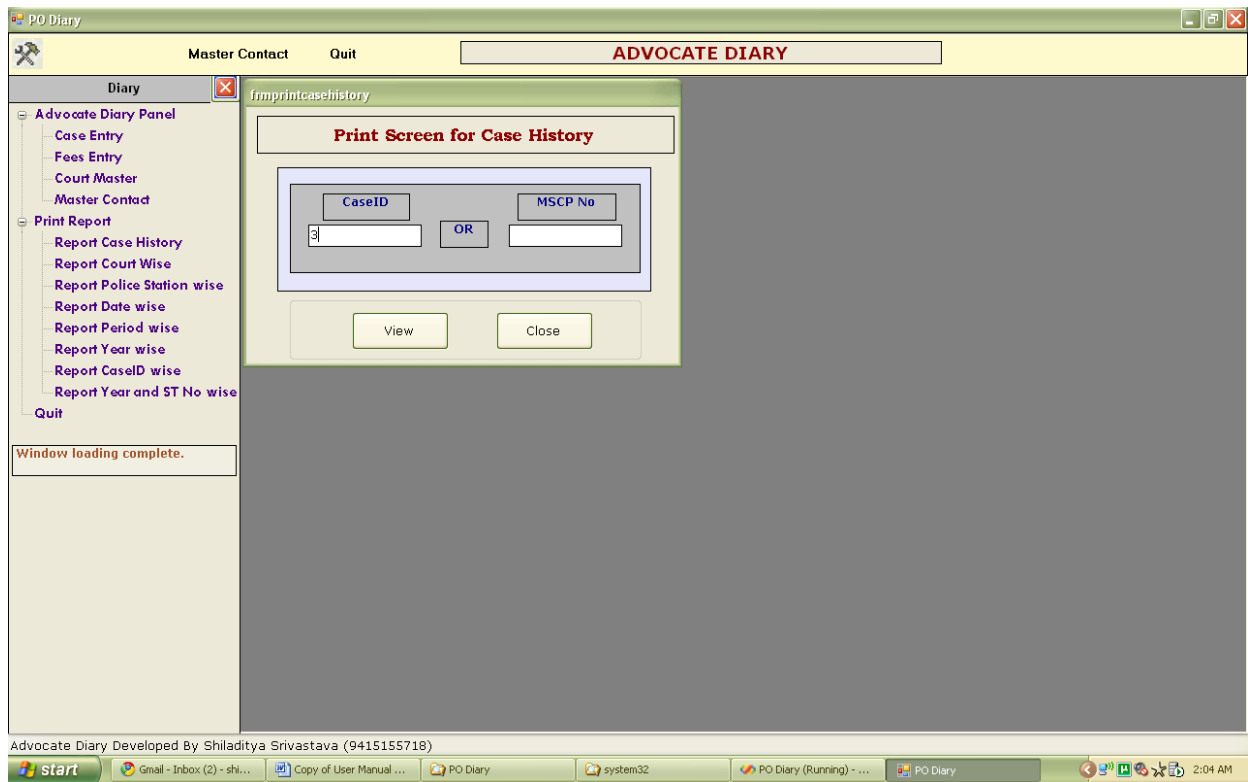 PO Diary
Master Contact Quit ADVOCATE DIARY
Diary
Advocate Diary Panel
Case Entry
Fees Entry
Court Master
Master Contact
Print Report
Report Case History
Report Court Wise
Report Police Station wise
Report Date wise
Report Period wise
Report Year wise
Report CaseID wise
Report Year and ST No wise
Quit
Window loading complete.
frmprintcasehistory
Print Screen for Case History
CaseID OR MSCP No
3
View Close
Advocate Diary Developed By Shiladitya Srivastava (9415155718)
start Gmail - Inbox (2) - shi... Copy of User Manual ... PO Diary system32 PO Diary (Running) - ... PO Diary 2:04 AM